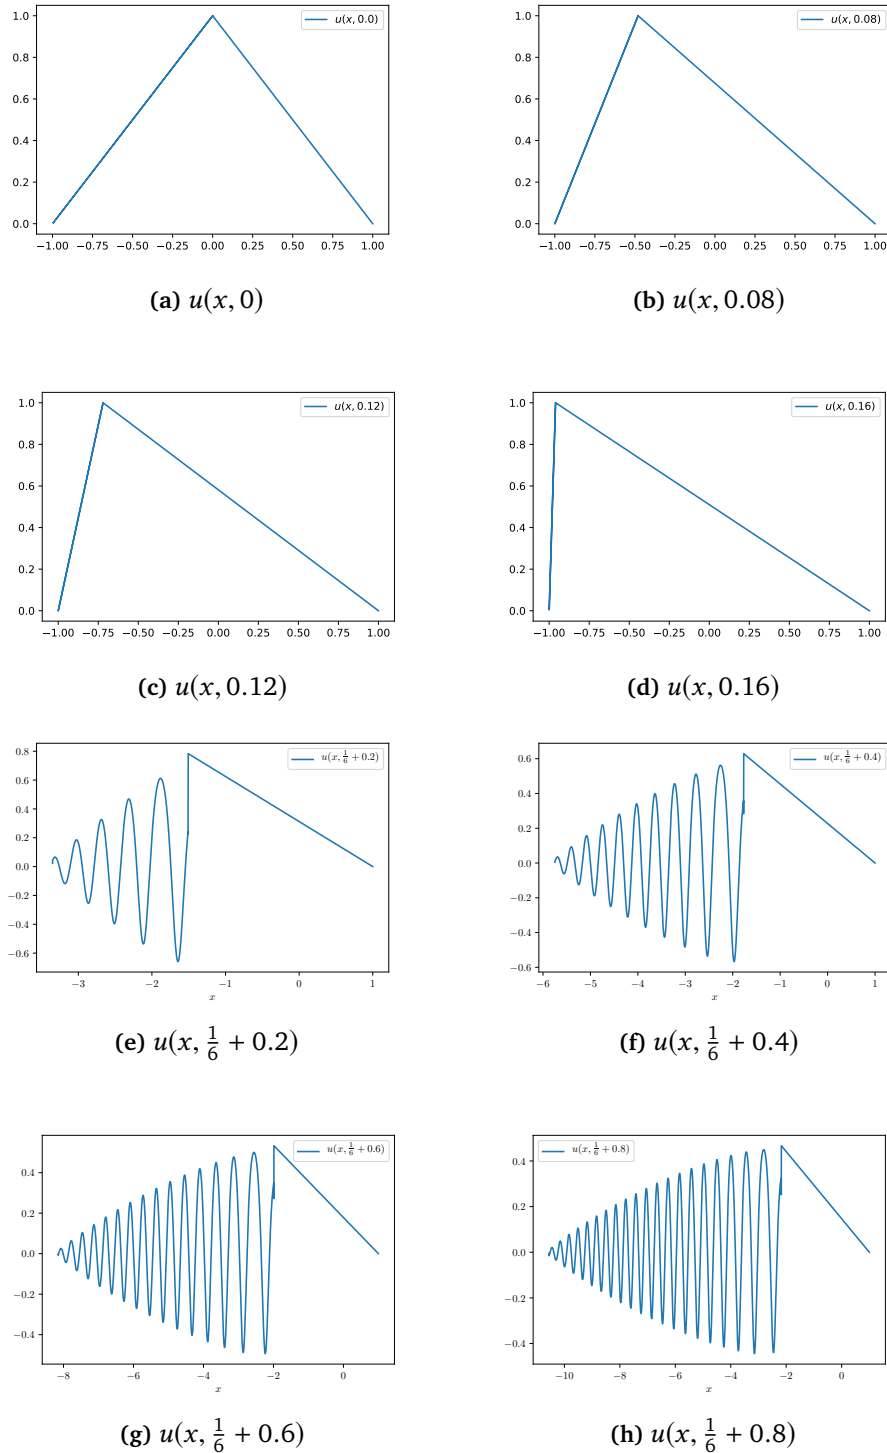 u(x, 0.0)
1.0
0.8
0.6
0.4
0.2
0.0
−1.00 −0.75 −0.50 −0.25 0.00 0.25 0.50 0.75 1.00
(a) u(x, 0)
u(x, 0.08)
1.0
0.8
0.6
0.4
0.2
0.0
−1.00 −0.75 −0.50 −0.25 0.00 0.25 0.50 0.75 1.00
(b) u(x, 0.08)
u(x, 0.12)
1.0
0.8
0.6
0.4
0.2
0.0
−1.00 −0.75 −0.50 −0.25 0.00 0.25 0.50 0.75 1.00
(c) u(x, 0.12)
u(x, 0.16)
1.0
0.8
0.6
0.4
0.2
0.0
−1.00 −0.75 −0.50 −0.25 0.00 0.25 0.50 0.75 1.00
(d) u(x, 0.16)
u(x, 1/6 + 0.2)
0.8
0.6
0.4
0.2
0.0
−0.2
−0.4
−0.6
−3 −2 −1 0 1
x
(e) u(x, 1/6 + 0.2)
u(x, 1/6 + 0.4)
0.6
0.4
0.2
0.0
−0.2
−0.4
−0.6
−6 −5 −4 −3 −2 −1 0 1
x
(f) u(x, 1/6 + 0.4)
u(x, 1/6 + 0.6)
0.4
0.2
0.0
−0.2
−0.4
−8 −6 −4 −2 0
x
(g) u(x, 1/6 + 0.6)
u(x, 1/6 + 0.8)
0.4
0.2
0.0
−0.2
−0.4
−10 −8 −6 −4 −2 0
x
(h) u(x, 1/6 + 0.8)